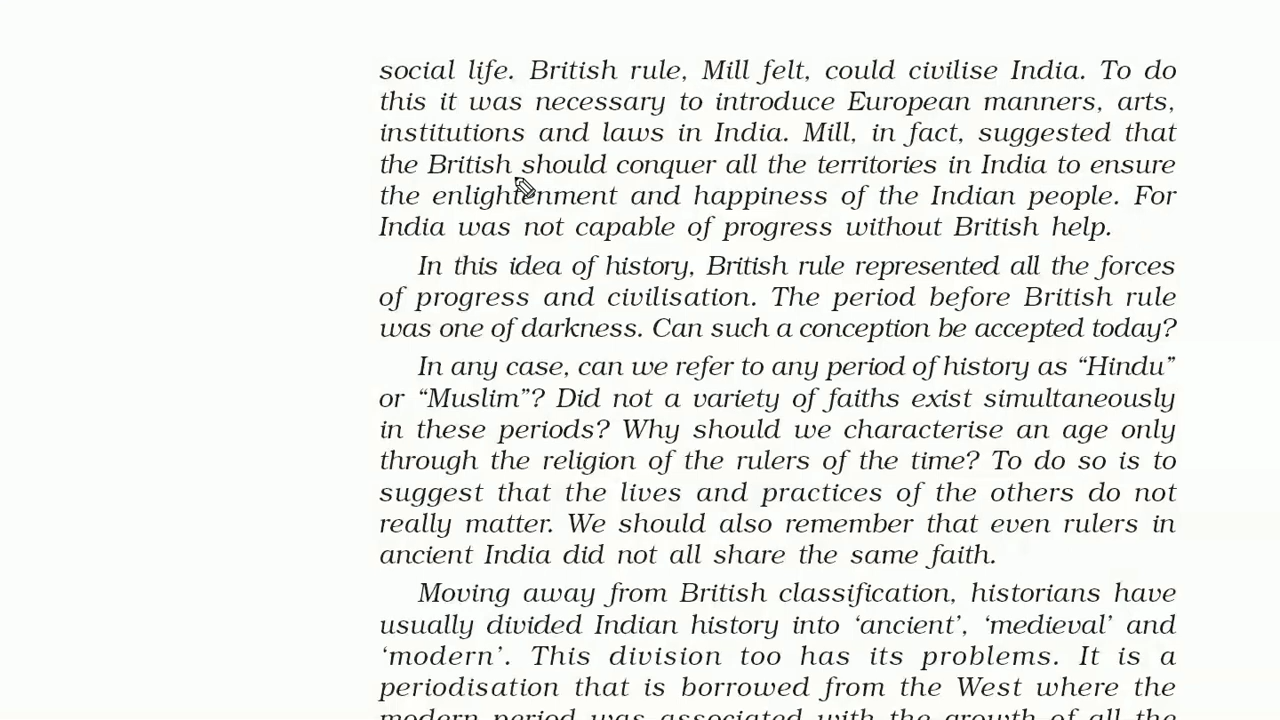 social life. British rule, Mill felt, could civilise India. To do
this it was necessary to introduce European manners, arts,
institutions and laws in India. Mill, in fact, suggested that
the British should conquer all the territories in India to ensure
the enlightenment and happiness of the Indian people. For
India was not capable of progress without British help.
In this idea of history, British rule represented all the forces
of progress and civilisation. The period before British rule
was one of darkness. Can such a conception be accepted today?
In any case, can we refer to any period of history as “Hindu”
or “Muslim”? Did not a variety of faiths exist simultaneously
in these periods? Why should we characterise an age only
through the religion of the rulers of the time? To do so is to
suggest that the lives and practices of the others do not
really matter. We should also remember that even rulers in
ancient India did not all share the same faith.
Moving away from British classification, historians have
usually divided Indian history into ‘ancient’, ‘medieval’ and
‘modern’. This division too has its problems. It is a
periodisation that is borrowed from the West where the
modern period was associated with the growth of all the